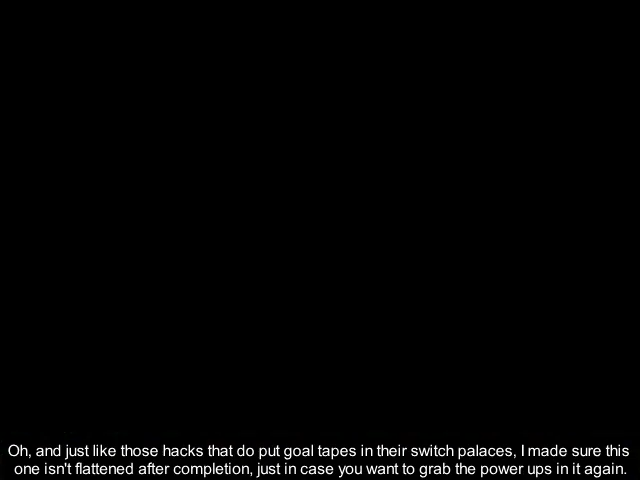 Oh, and just like those hacks that do put goal tapes in their switch palaces, I made sure this
one isn't flattened after completion, just in case you want to grab the power ups in it again.